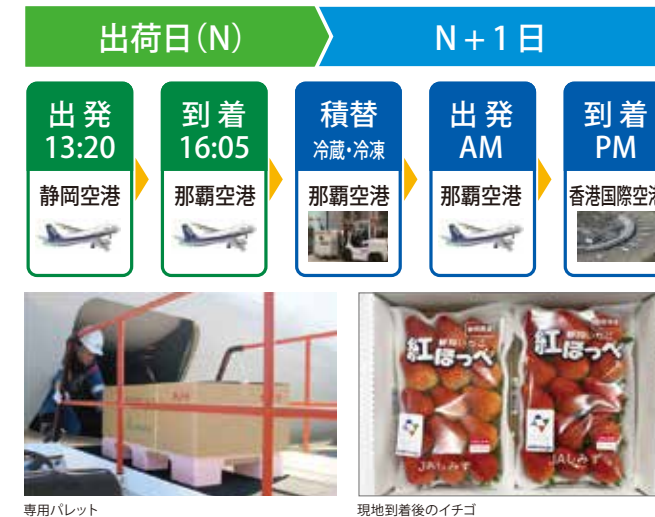 出荷日(N)
N+1日
出発
13:20
静岡空港
到着
16:05
那覇空港
積替
冷蔵・冷凍
那覇空港
出発
AM
那覇空港
到着
PM
香港国際空港
紅ほっぺ
JAしみず
紅ほっぺ
JAしみず
専用パレット
現地到着後のイチゴ